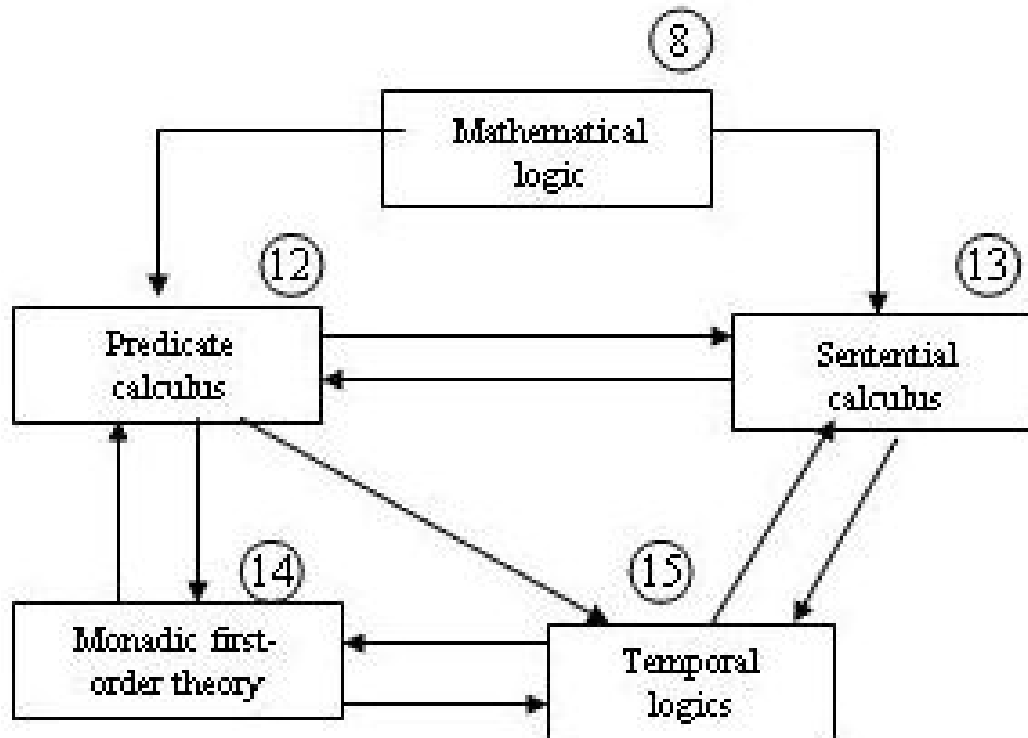 8
Mathematical
logic
12
13
Predicate
calculus
Sentential
calculus
14
15
Monadic first-
order theory
Temporal
logics